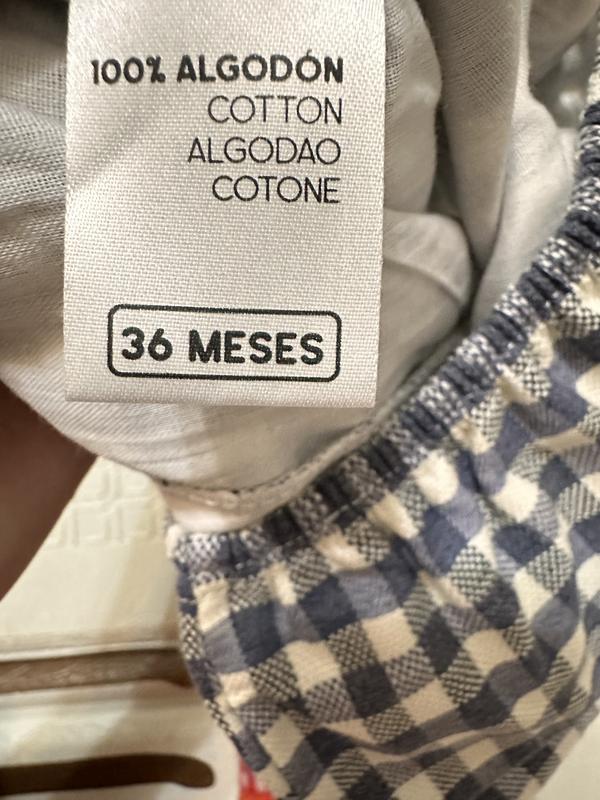 100% ALGODÓN
COTTON
ALGODAO
COTONE
36 MESES